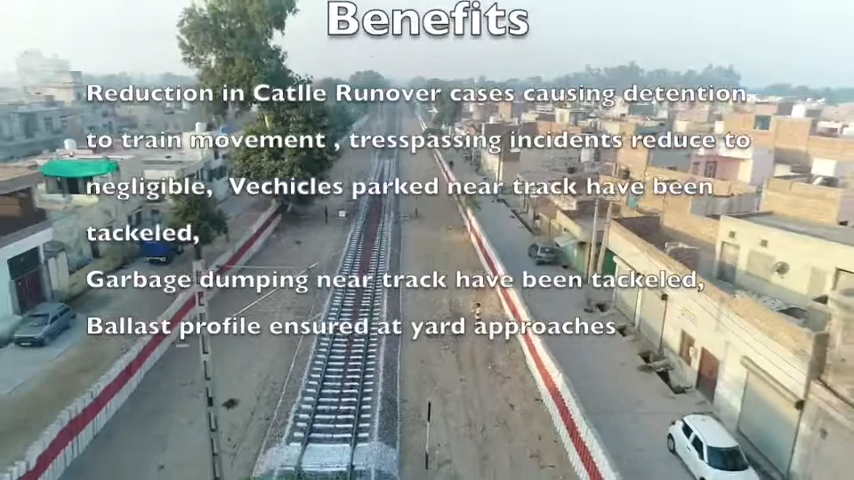 Benefits
Reduction in Catlle Runover cases causing detention
to train movement , tresspassing incidents reduce to
negligible,  Vechicles parked near track have been
tackeled,
Garbage dumping near track have been tackeled,
Ballast profile ensured at yard approaches